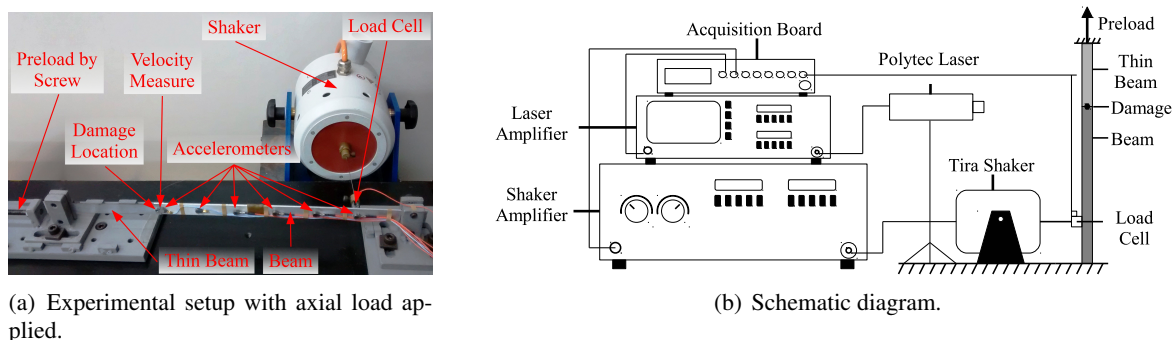 Load Cell
Shaker
Preload by
Screw
Velocity
Measure
Damage
Location
Accelerometers
Thin Beam
Beam
(a) Experimental setup with axial load ap-
plied.
Preload
Acquisition Board
Polytec Laser
Thin
Beam
Laser
Amplifier
Damage
Beam
Tira Shaker
Shaker
Amplifier
Load
Cell
(b) Schematic diagram.